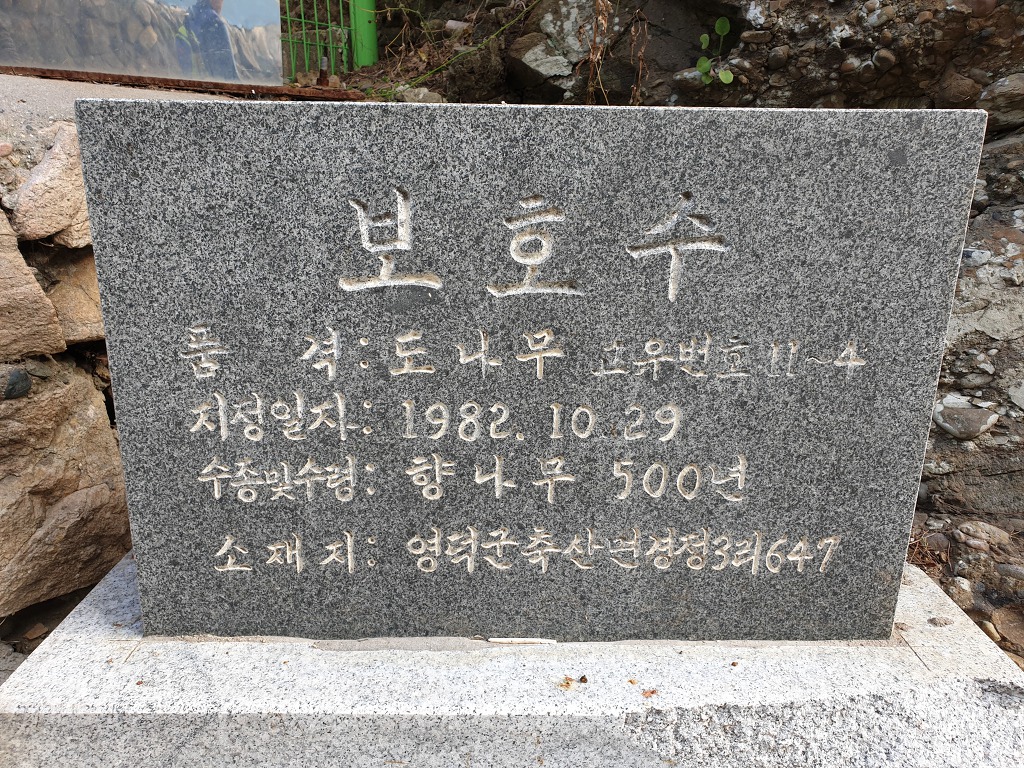 보호수
품격: 도나무 고유번호 11~4
지정일자: 1982. 10 29
수종및수령: 향나무 500년
소재지: 영덕군축산면경정3리647